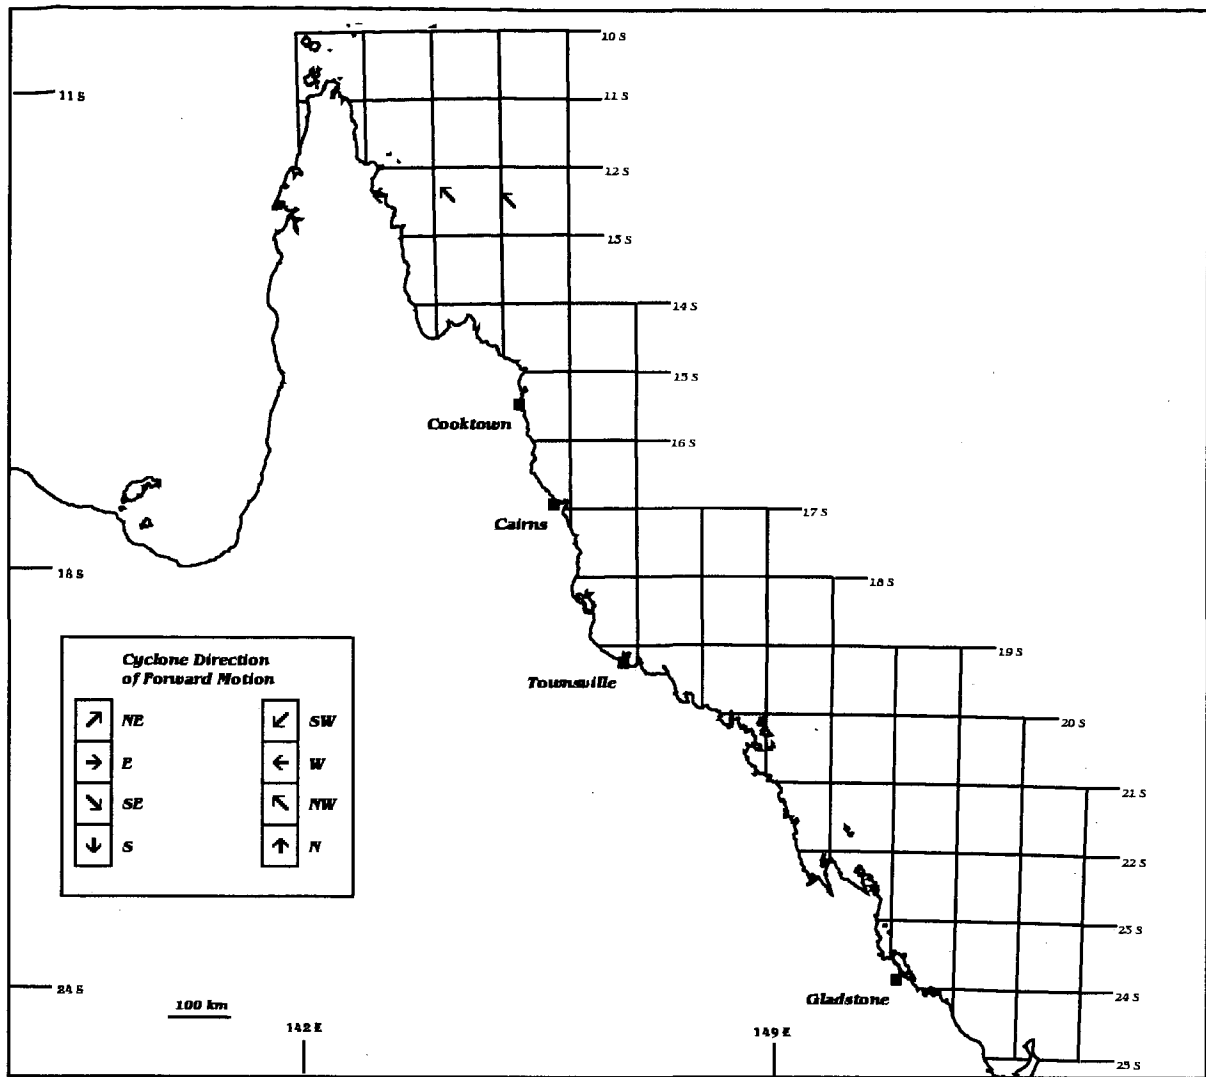 10 S
11 S
11 S
12 S
13 S
14 S
15 S
Cooktown
16 S
Cairns
17 S
18 S
18 S
Cyclone Direction
of Forward Motion
NE
SW
E
W
SE
NW
S
N
19 S
Townsville
20 S
21 S
22 S
23 S
24 S
Gladstone
24 S
100 km
142 E
149 E
25 S